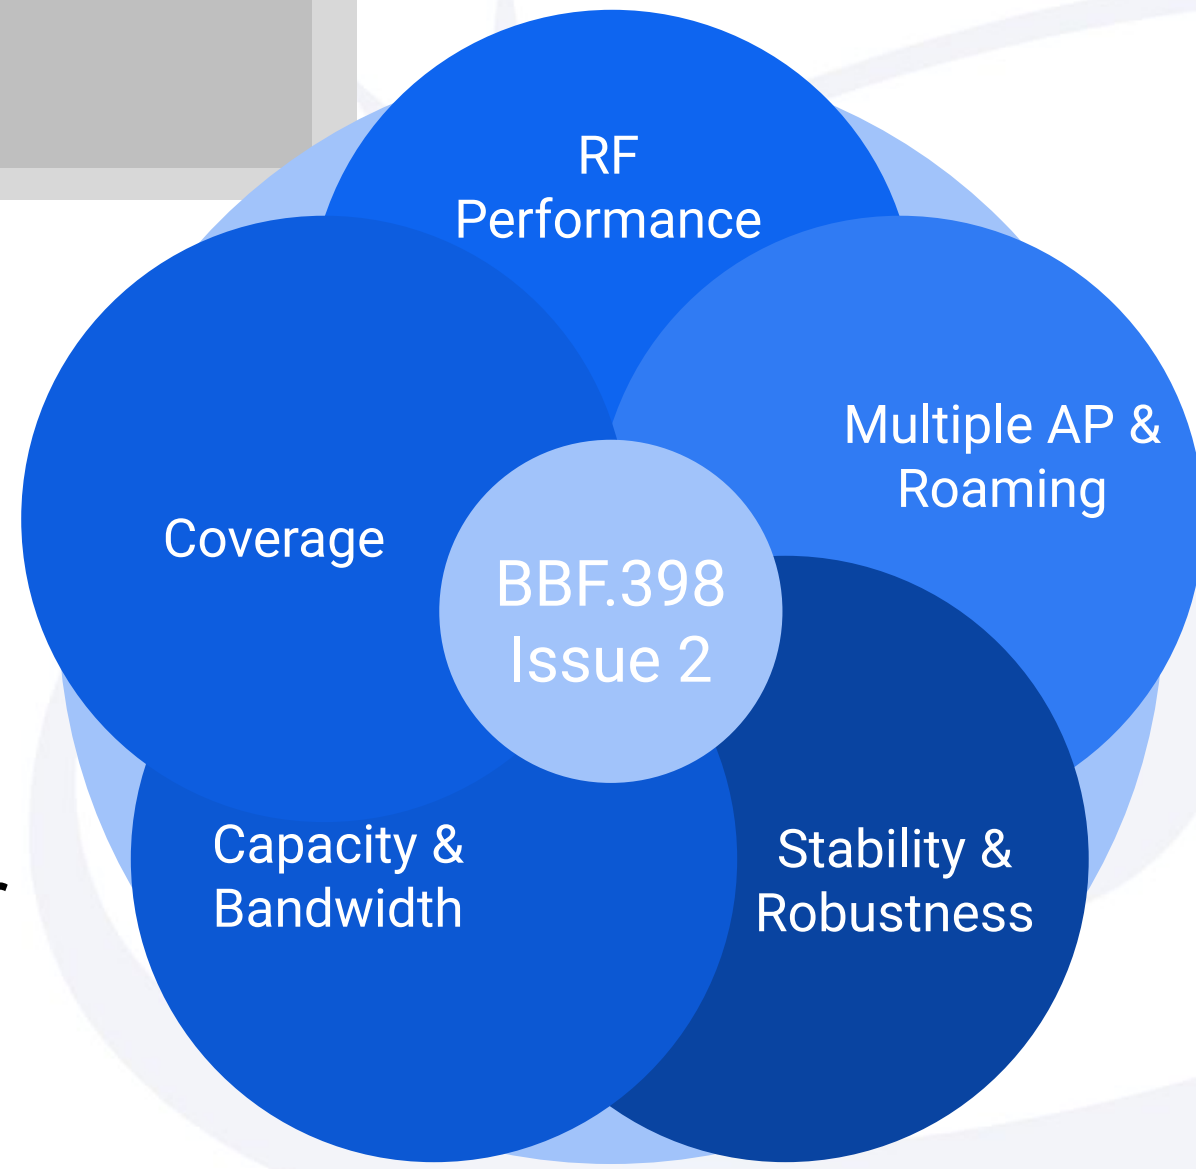 RF
Performance
Multiple AP &
Roaming
Coverage
BBF.398
Issue 2
Capacity &
Bandwidth
Stability &
Robustness